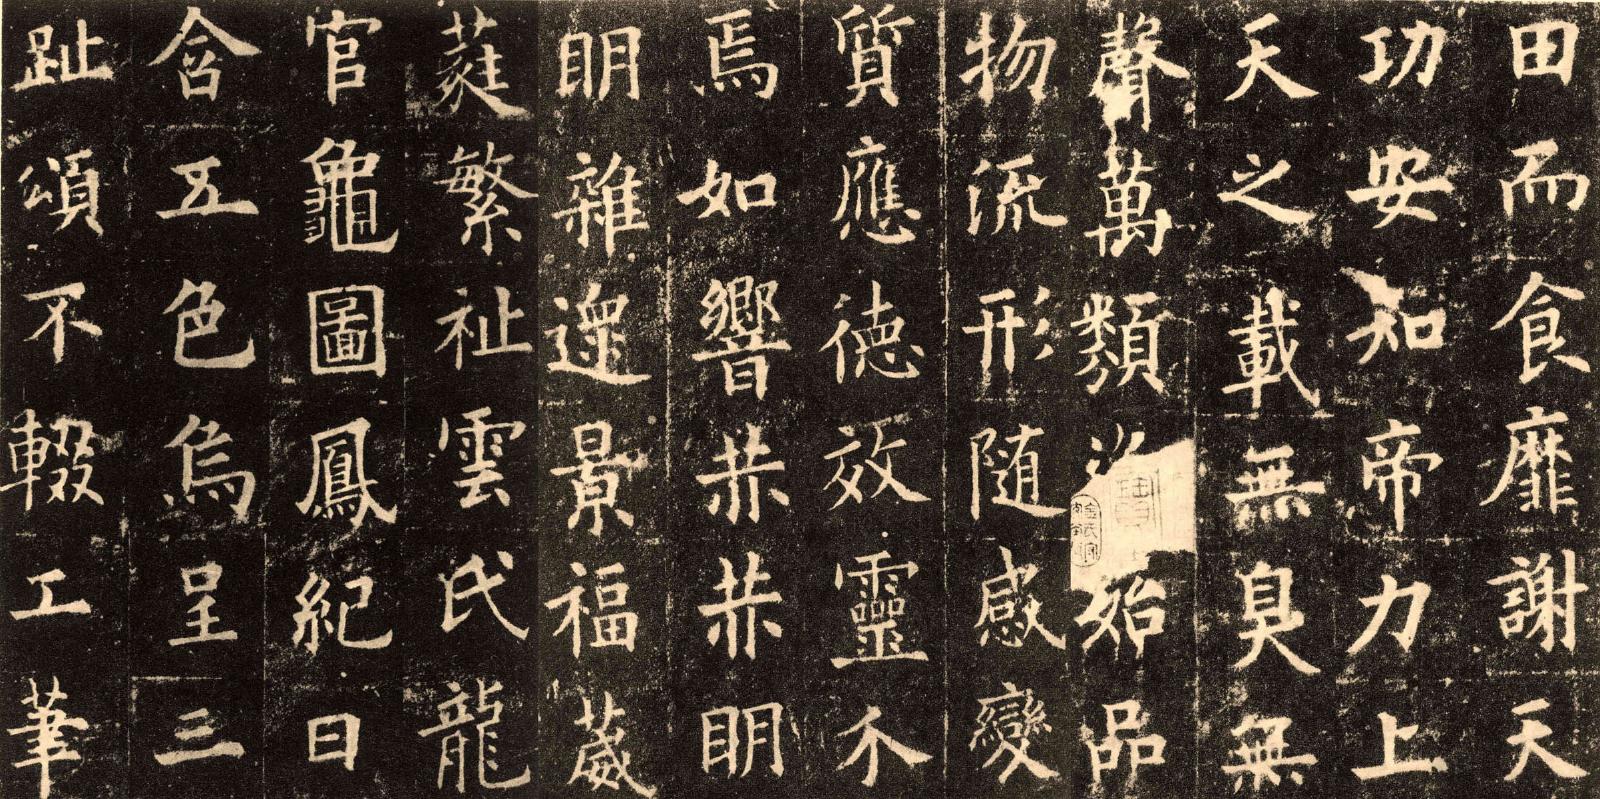 田而食靡謝天
功安知帝力上
天之載無臭無
聲萬類 始品
物流形隨感變
質應德效靈不
焉如響恭恭明
明雜遝景福葳
蕤繁祉雲氏龍
官龜圖鳳紀日
含五色烏呈三
趾頌不輟工筆